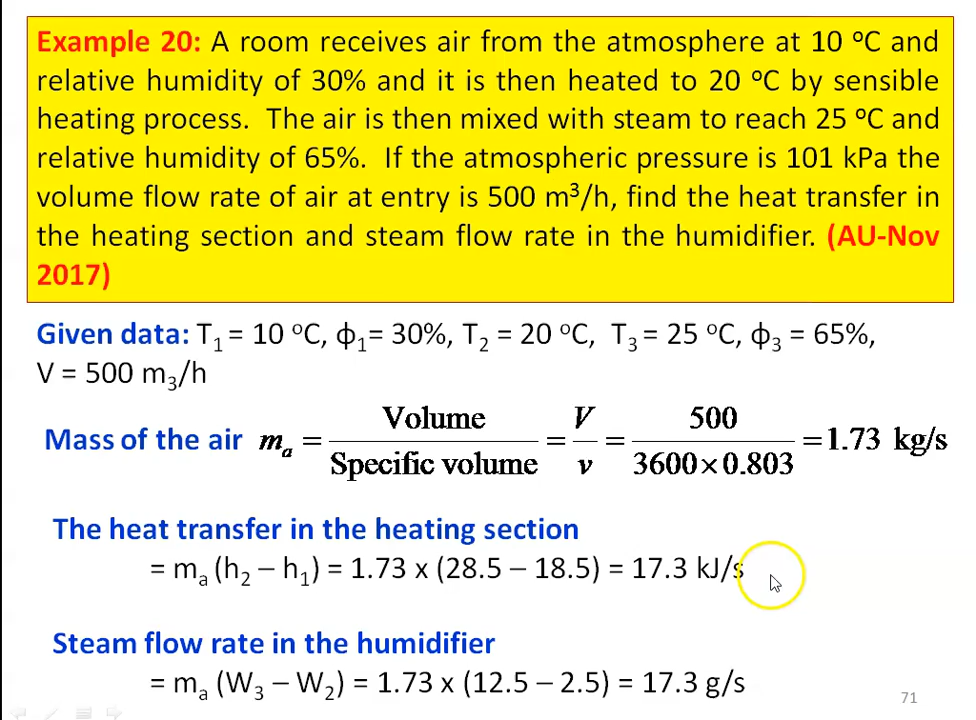 Example 20: A room receives air from the atmosphere at 10 ᵒC and
relative humidity of 30% and it is then heated to 20 ᵒC by sensible
heating process. The air is then mixed with steam to reach 25 ᵒC and
relative humidity of 65%. If the atmospheric pressure is 101 kPa the
volume flow rate of air at entry is 500 m³/h, find the heat transfer in
the heating section and steam flow rate in the humidifier. (AU-Nov
2017)
Given data: T₁ = 10 ᵒC, ϕ₁= 30%, T₂ = 20 ᵒC, T₃ = 25 ᵒC, ϕ₃ = 65%,
V = 500 m₃/h
Mass of the air mₐ = Volume / Specific volume = V / v = 500 / 3600×0.803 = 1.73 kg/s
The heat transfer in the heating section
= mₐ (h₂ – h₁) = 1.73 x (28.5 – 18.5) = 17.3 kJ/s
Steam flow rate in the humidifier
= mₐ (W₃ – W₂) = 1.73 x (12.5 – 2.5) = 17.3 g/s
71